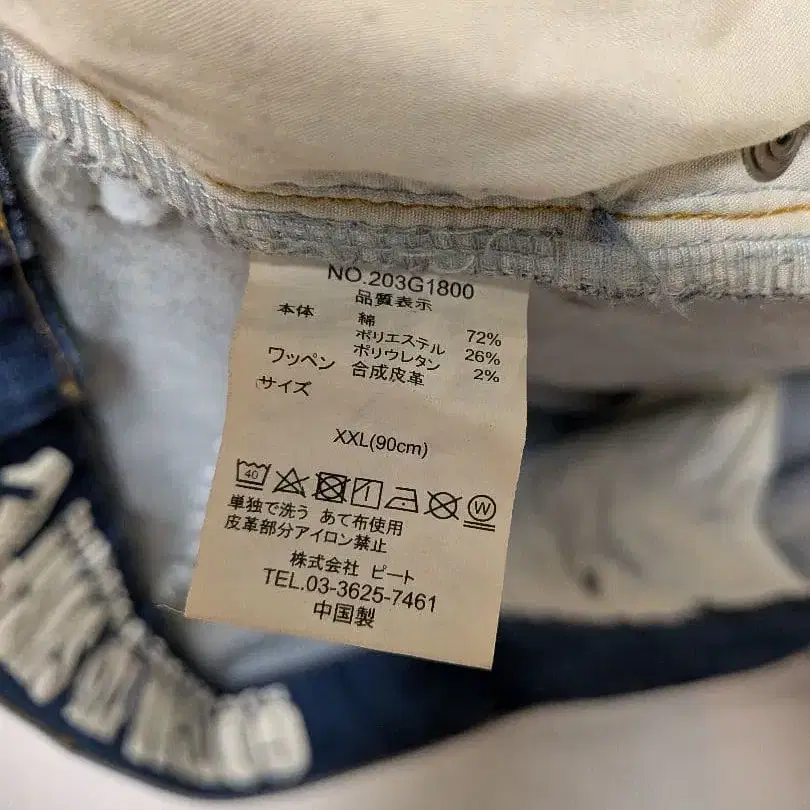 NO.203G1800
品質表示
本体 綿 72%
ポリエステル 26%
ポリウレタン 2%
ワッペン 合成皮革
サイズ
XXL(90cm)
40 W
単独で洗う あて布使用
皮革部分アイロン禁止
株式会社 ピート
TEL.03-3625-7461
中国製